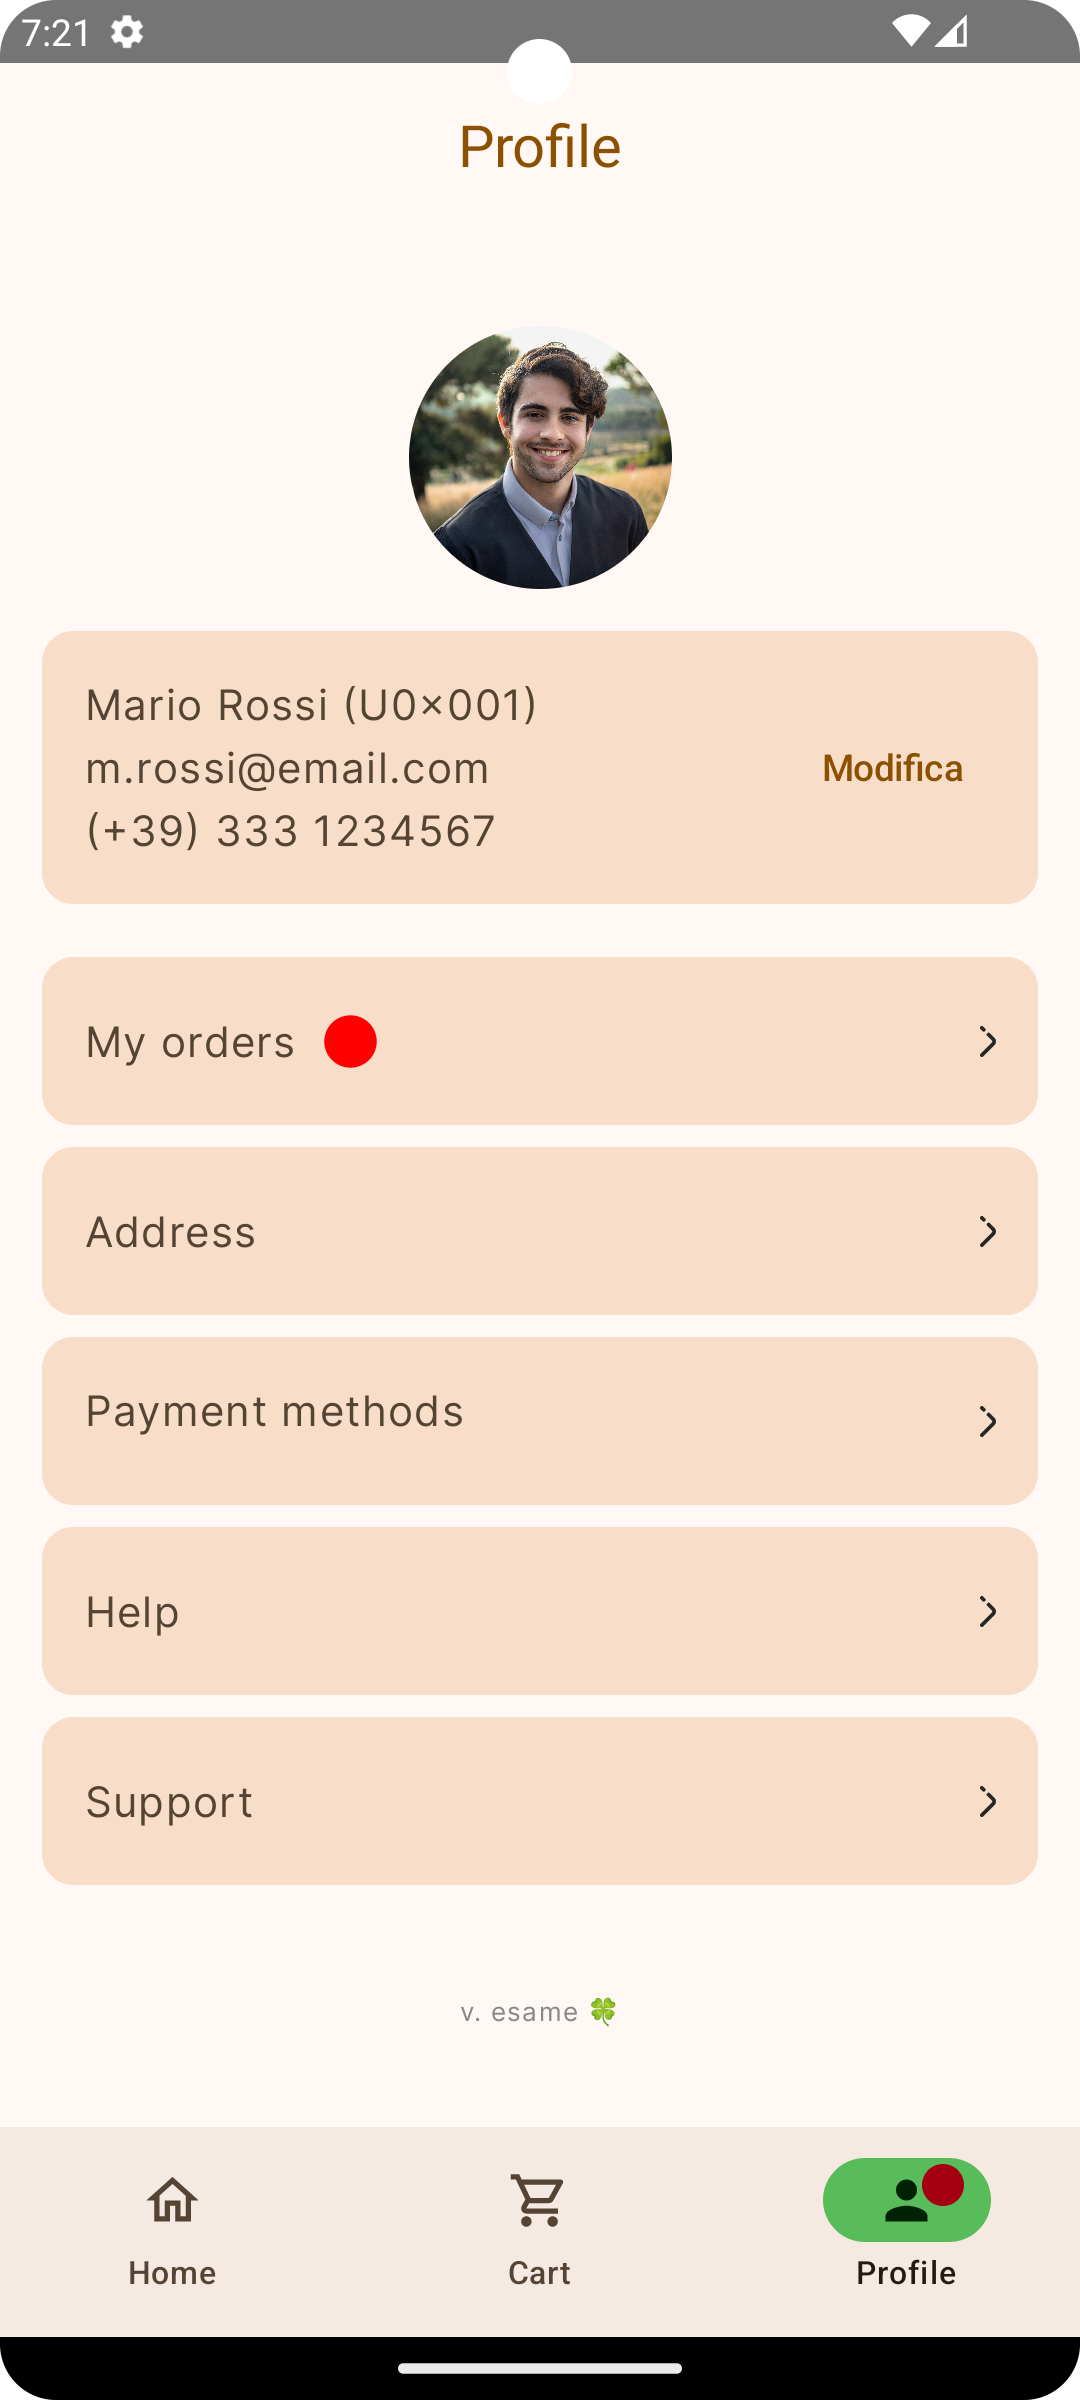 7:21
Profile
Mario Rossi (U0×001)
m.rossi@email.com
(+39) 333 1234567
Modifica
My orders
Address
Payment methods
Help
Support
v. esame 🍀
Home
Cart
Profile